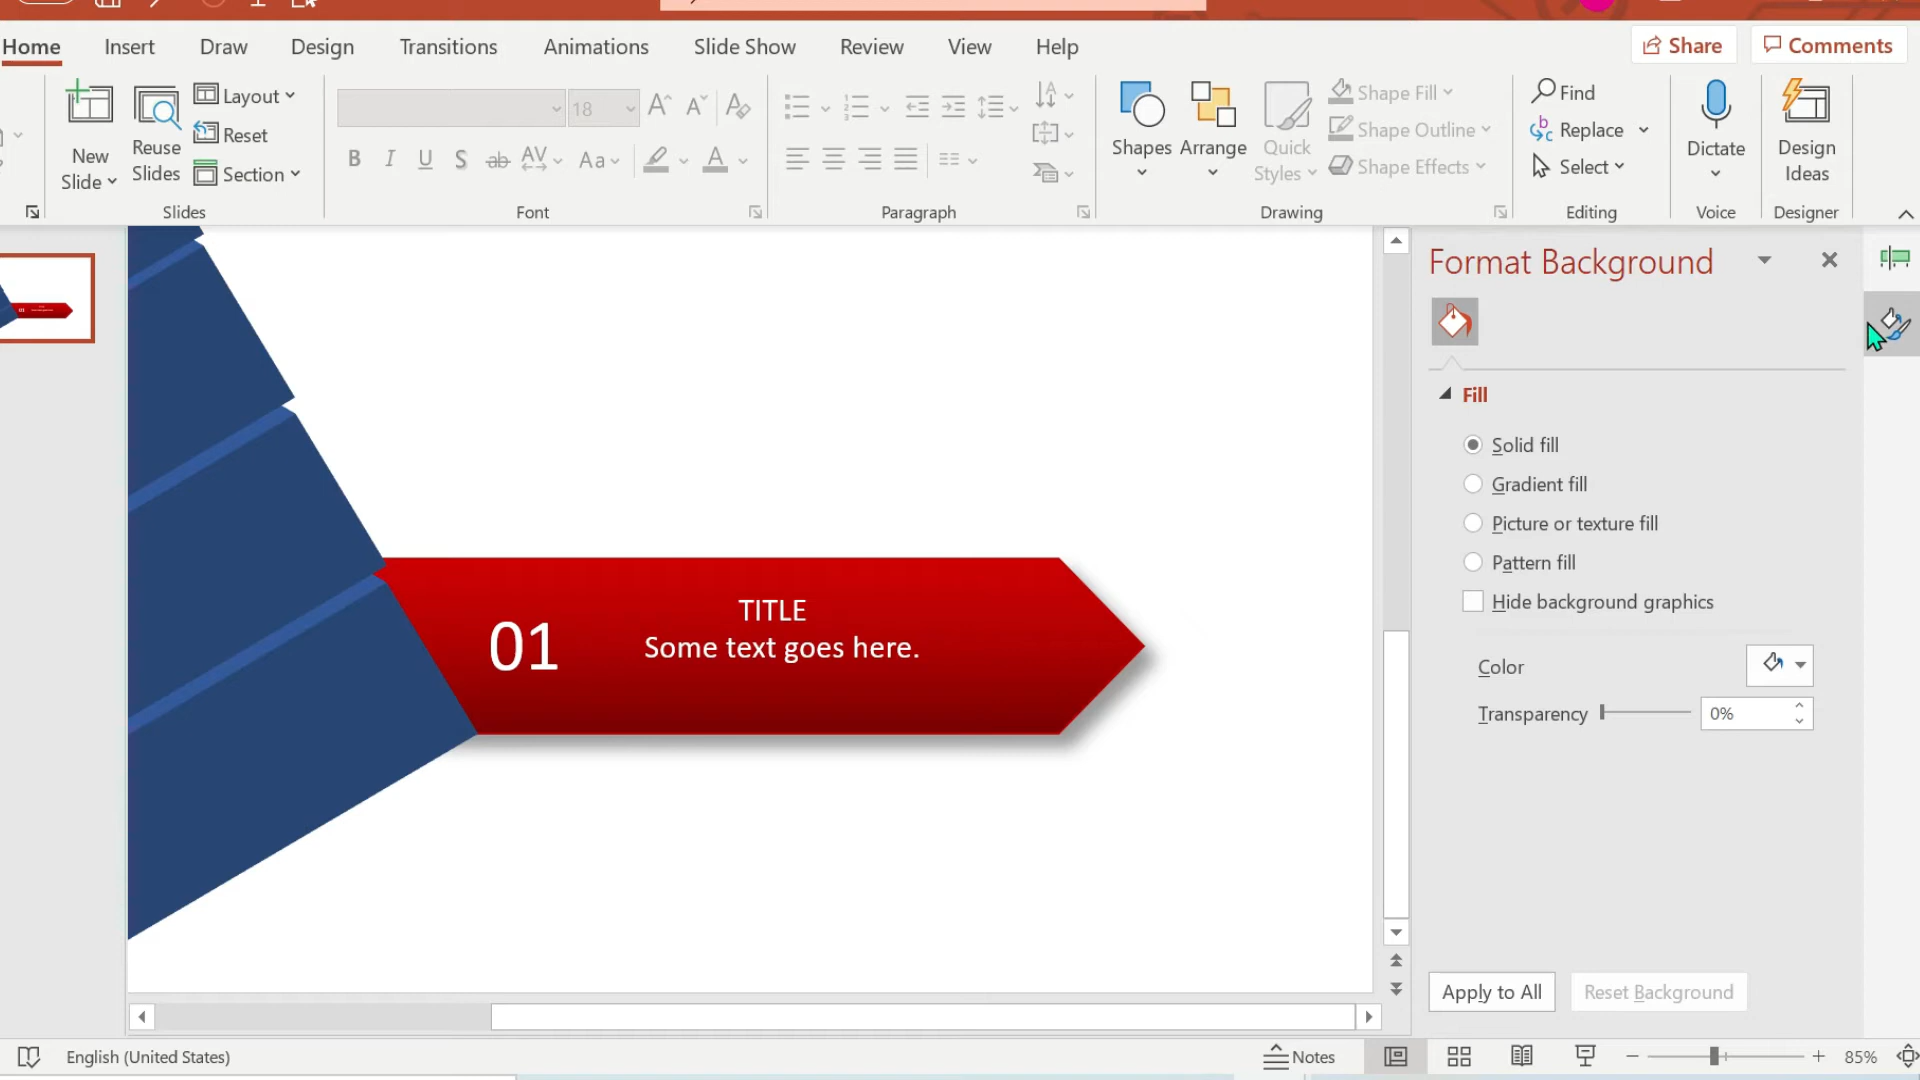 Home Insert Draw Design Transitions Animations Slide Show Review View Help Share Comments
New Slide
Reuse Slides
Layout
Reset
Section
Slides
18
B I U S ab AV Aa A
Font
Paragraph
Shapes
Arrange
Quick Styles
Shape Fill
Shape Outline
Shape Effects
Drawing
Find
Replace
Select
Editing
Dictate
Voice
Design Ideas
Designer
01
TITLE
Some text goes here.
Format Background
Fill
Solid fill
Gradient fill
Picture or texture fill
Pattern fill
Hide background graphics
Color
Transparency 0%
Apply to All Reset Background
English (United States) Notes 85%